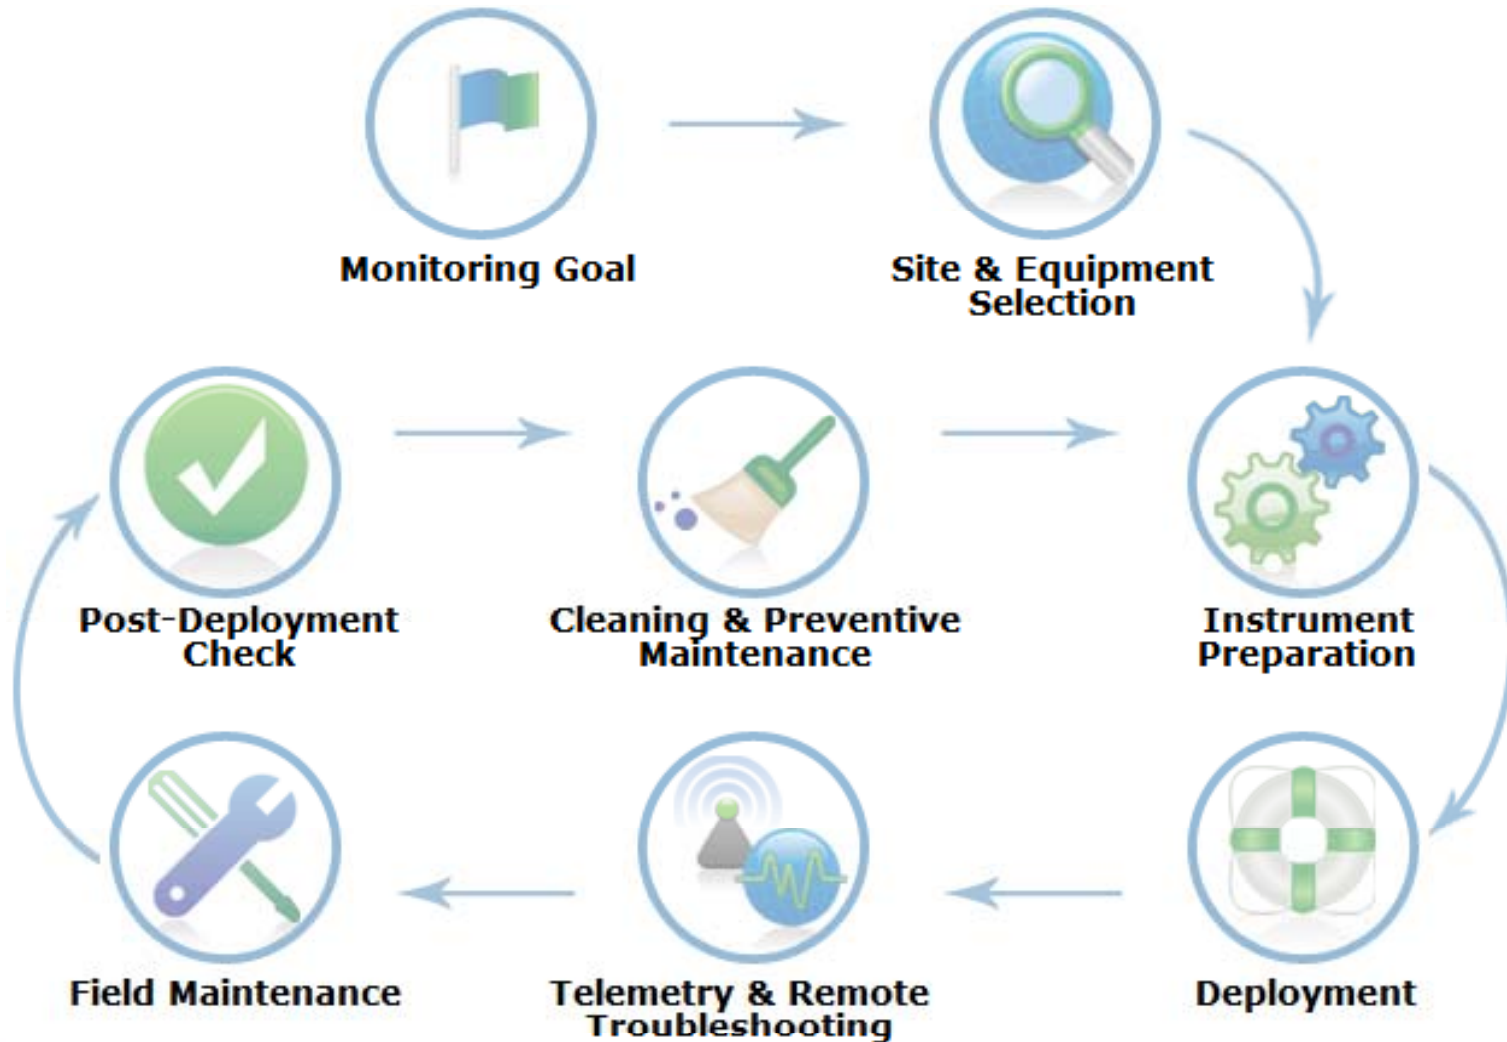 Monitoring Goal
Site & Equipment
Selection
Post-Deployment
Check
Cleaning & Preventive
Maintenance
Instrument
Preparation
Field Maintenance
Telemetry & Remote
Troubleshooting
Deployment